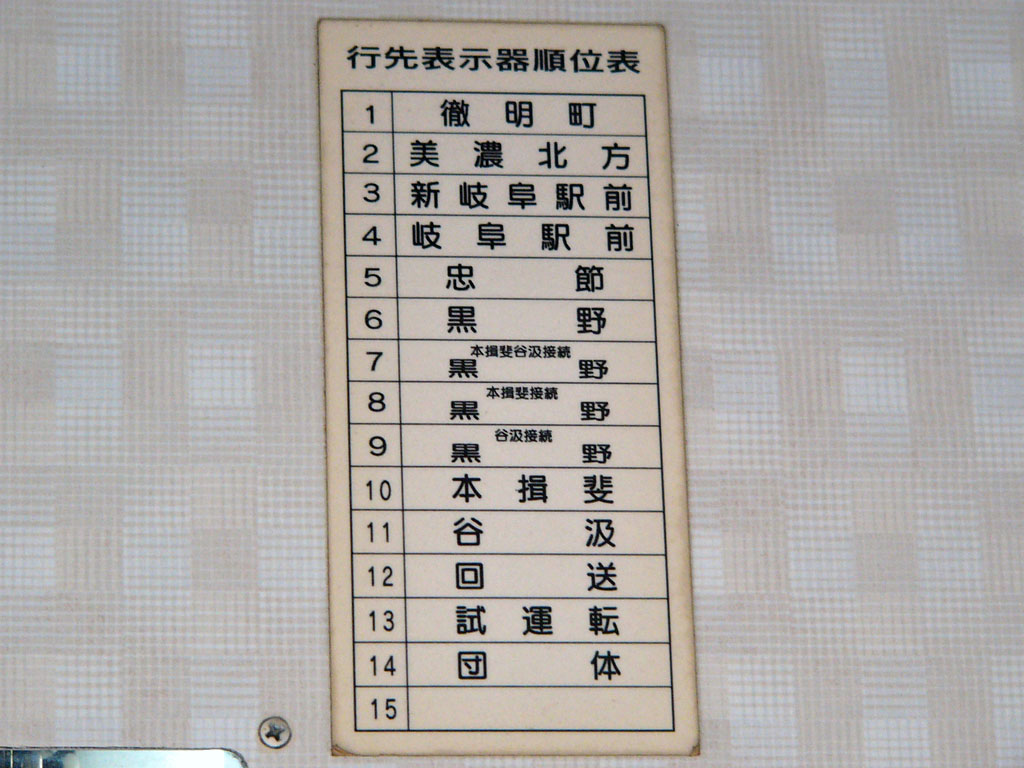 行先表示器順位表
1 徹明町
2 美濃北方
3 新岐阜駅前
4 岐阜駅前
5 忠節
6 黒野
7 本揖斐谷汲接続
黒野
8 本揖斐接続
黒野
9 谷汲接続
黒野
10 本揖斐
11 谷汲
12 回送
13 試運転
14 団体
15